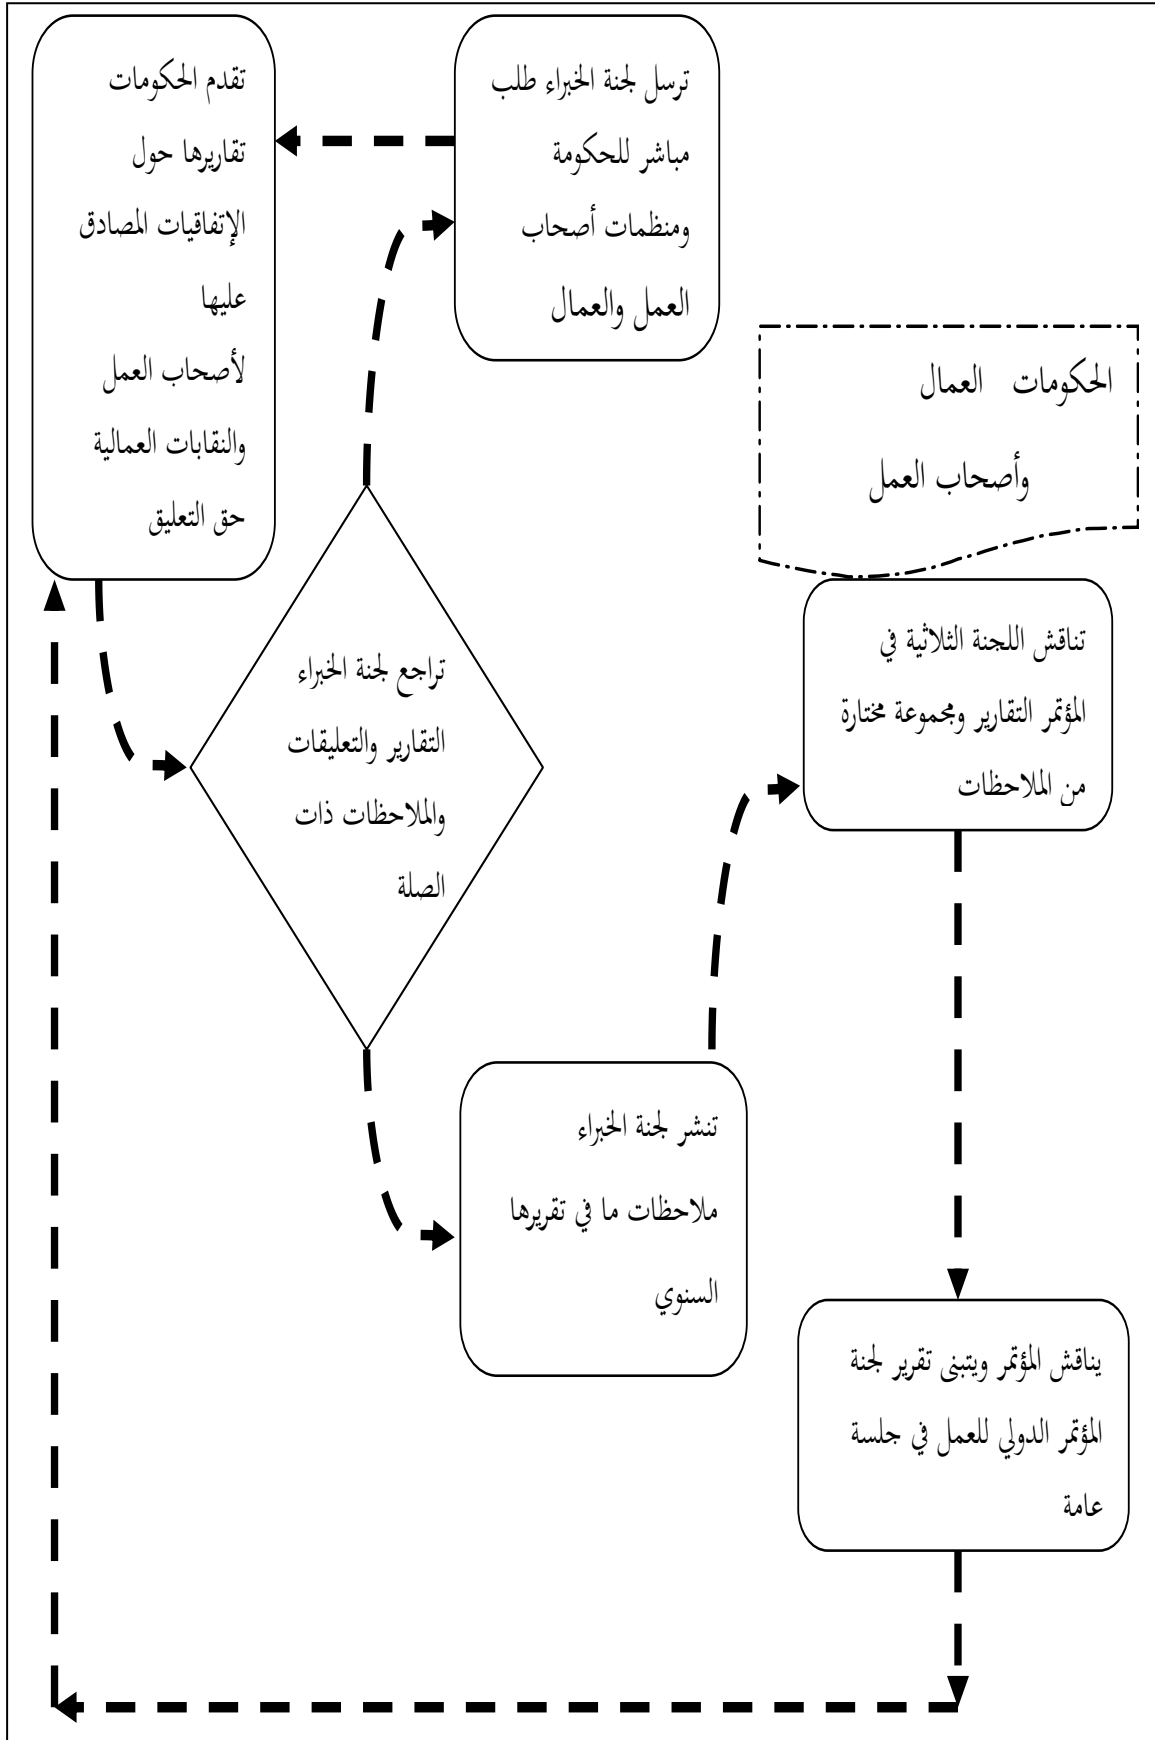 تقدم الحكومات
تقاريرها حول
الإتفاقيات المصادق
عليها
لأصحاب العمل
والنقابات العمالية
حق التعليق
ترسل لجنة الخبراء طلب
مباشر للحكومة
ومنظمات أصحاب
العمل والعمال
الحكومات العمال
وأصحاب العمل
تراجع لجنة الخبراء
التقارير والتعليقات
والملاحظات ذات
الصلة
تناقش اللجنة الثلاثية في
المؤتمر التقارير ومجموعة مختارة
من الملاحظات
تنشر لجنة الخبراء
ملاحظات ما في تقريرها
السنوي
يناقش المؤتمر ويتبنى تقرير لجنة
المؤتمر الدولي للعمل في جلسة
عامة